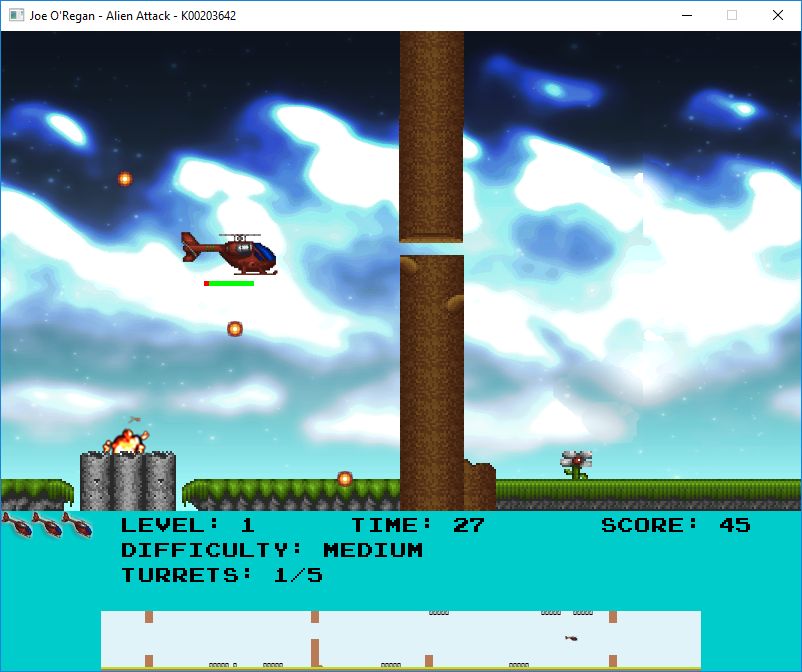 Joe O'Regan - Alien Attack - K00203642
LEVEL: 1 TIME: 27 SCORE: 45
DIFFICULTY: MEDIUM
TURRETS: 1/5